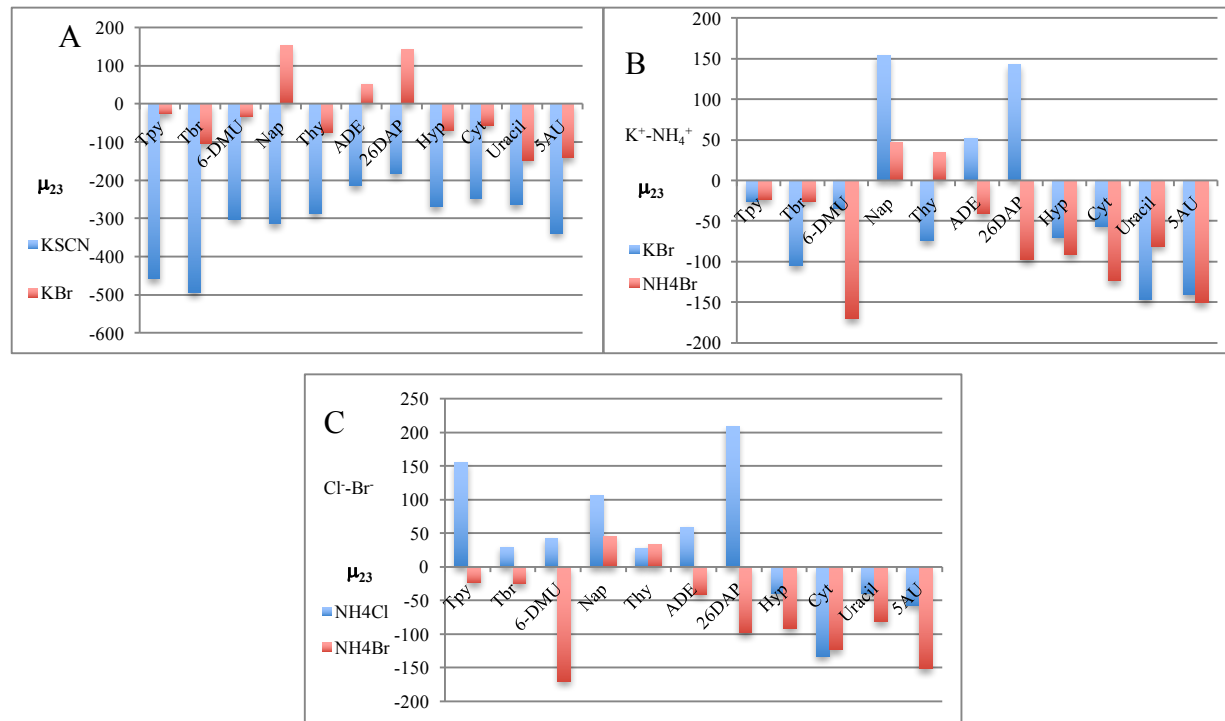 A
200
100
0
-100
-200
-300
-400
-500
-600
μ23
KSCN
KBr
Tpy
Tbr
6-DMU
Nap
Thy
ADE
26DAP
Hyp
Cyt
Uracil
5AU
B
K+-NH4+
200
150
100
50
0
-50
-100
-150
-200
μ23
KBr
NH4Br
Tpy
Tbr
6-DMU
Nap
Thy
ADE
26DAP
Hyp
Cyt
Uracil
5AU
C
Cl--Br-
250
200
150
100
50
0
-50
-100
-150
-200
μ23
NH4Cl
NH4Br
Tpy
Tbr
6-DMU
Nap
Thy
ADE
26DAP
Hyp
Cyt
Uracil
5AU